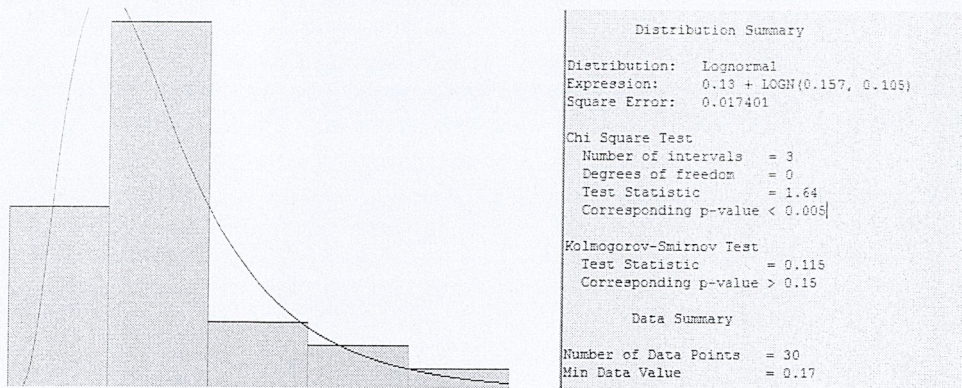 Distribution Summary
Distribution: Lognormal
Expression: 0.13 + LOGN(0.157, 0.105)
Square Error: 0.017401
Chi Square Test
Number of intervals = 3
Degrees of freedom = 0
Test Statistic = 1.64
Corresponding p-value < 0.005
Kolmogorov-Smirnov Test
Test Statistic = 0.115
Corresponding p-value > 0.15
Data Summary
Number of Data Points = 30
Min Data Value = 0.17